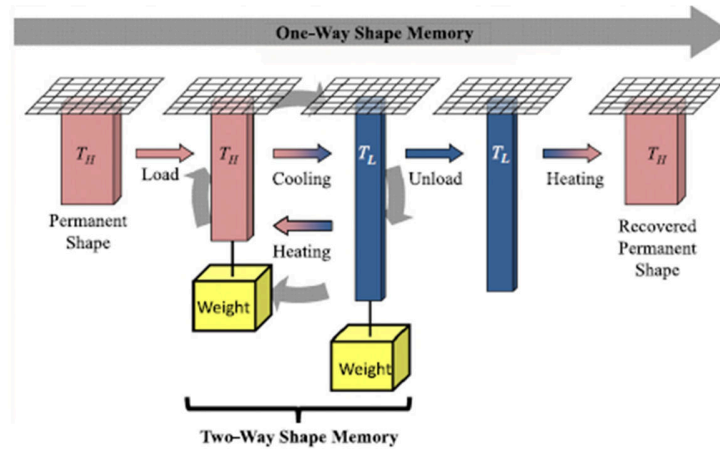 One-Way Shape Memory
T_H
T_H
T_L
T_L
T_H
Load
Cooling
Unload
Heating
Permanent
Shape
Heating
Recovered
Permanent
Shape
Weight
Weight
Two-Way Shape Memory